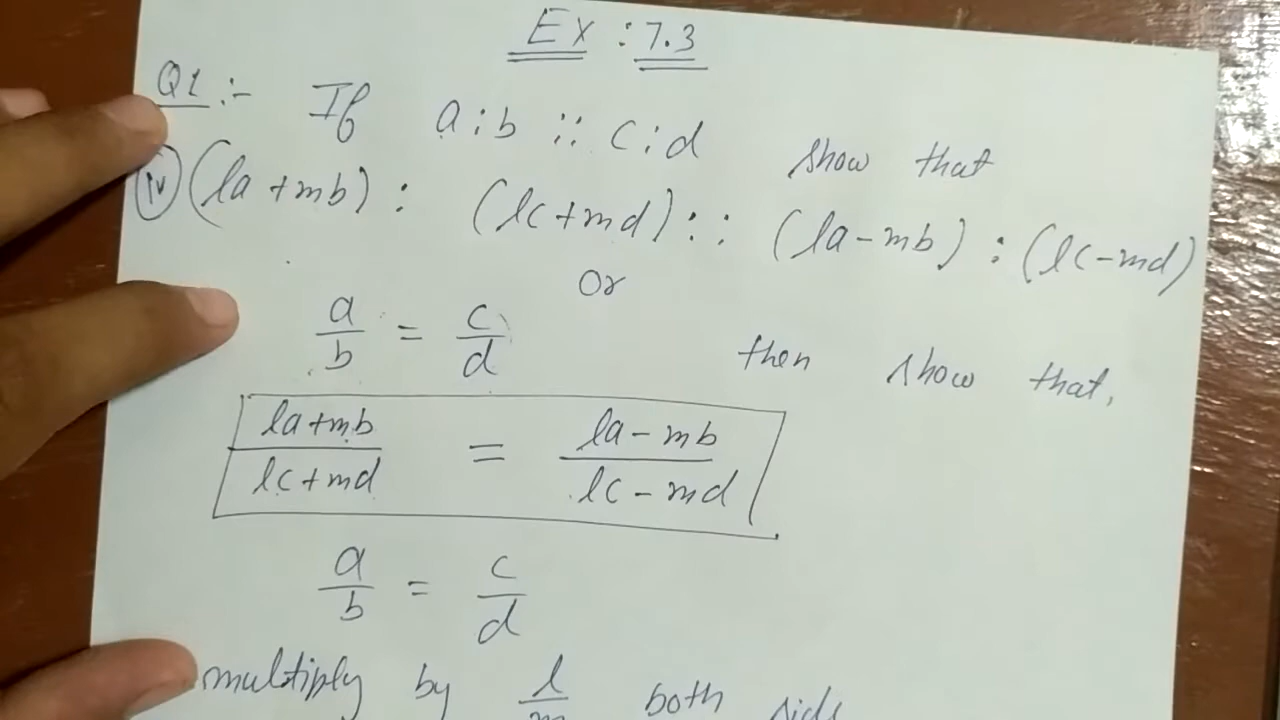 Ex : 7.3
Q1 :- If a : b :: c : d show that
(iv) (la + mb) : (lc + md) :: (la - mb) : (lc - md)
Or
a/b = c/d then show that,
la + mb / lc + md = la - mb / lc - md
a/b = c/d
multiply by l/m both side